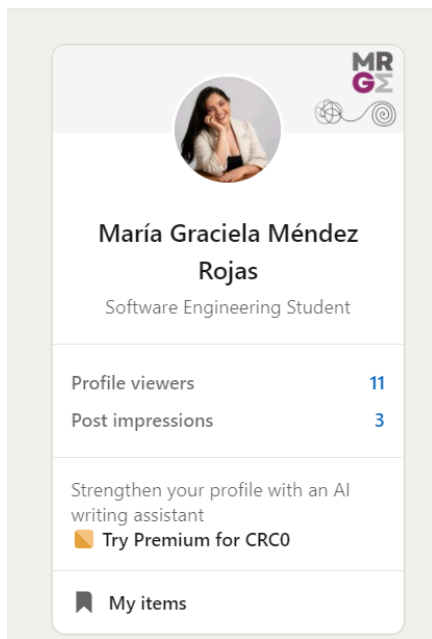 MR
GΣ
María Graciela Méndez
Rojas
Software Engineering Student
Profile viewers 11
Post impressions 3
Strengthen your profile with an AI
writing assistant
Try Premium for CRC0
My items